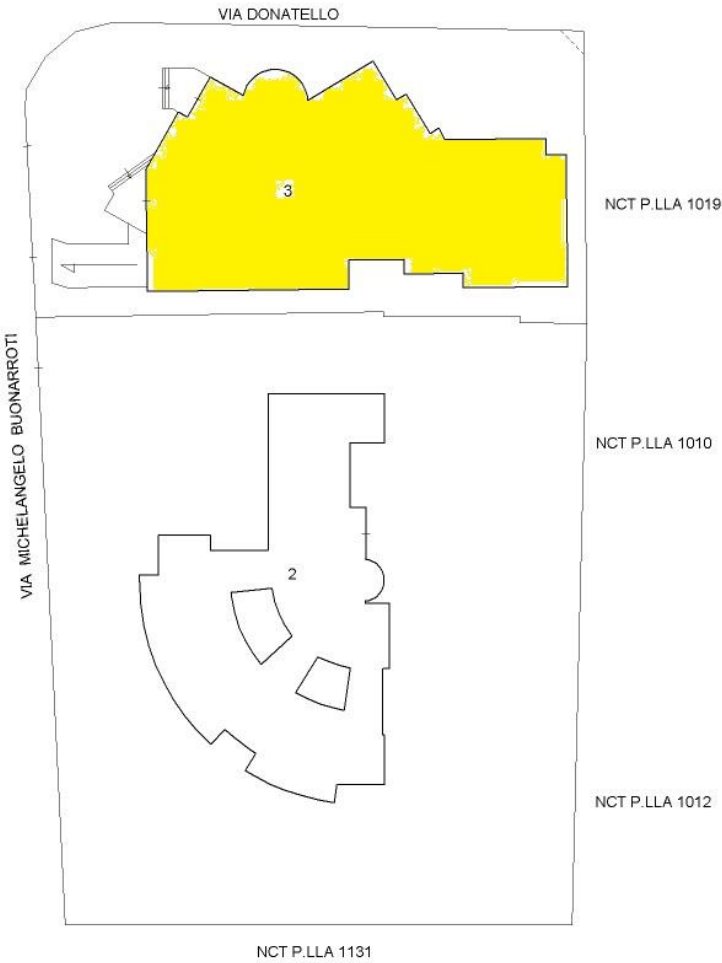 VIA DONATELLO
3
NCT P.LLA 1019
VIA MICHELANGELO BUONARROTI
NCT P.LLA 1010
2
NCT P.LLA 1012
NCT P.LLA 1131